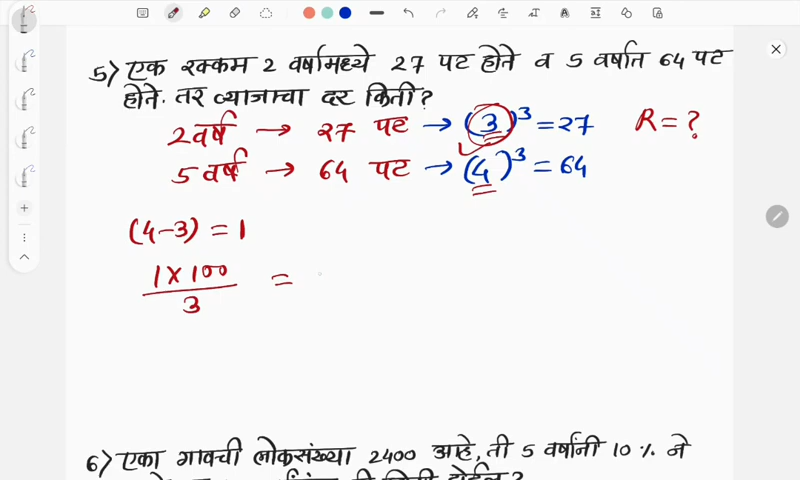 5) एक रक्कम 2 वर्षामध्ये 27 पट होते व 5 वर्षात 64 पट
होते. तर व्याजाचा दर किती?
2 वर्ष → 27 पट → (3)³ = 27 R = ?
5 वर्ष → 64 पट → (4)³ = 64
(4-3) = 1
1 × 100 / 3 =
6) एका गावची लोकसंख्या 2400 आहे, ती 5 वर्षांनी 10 % ने